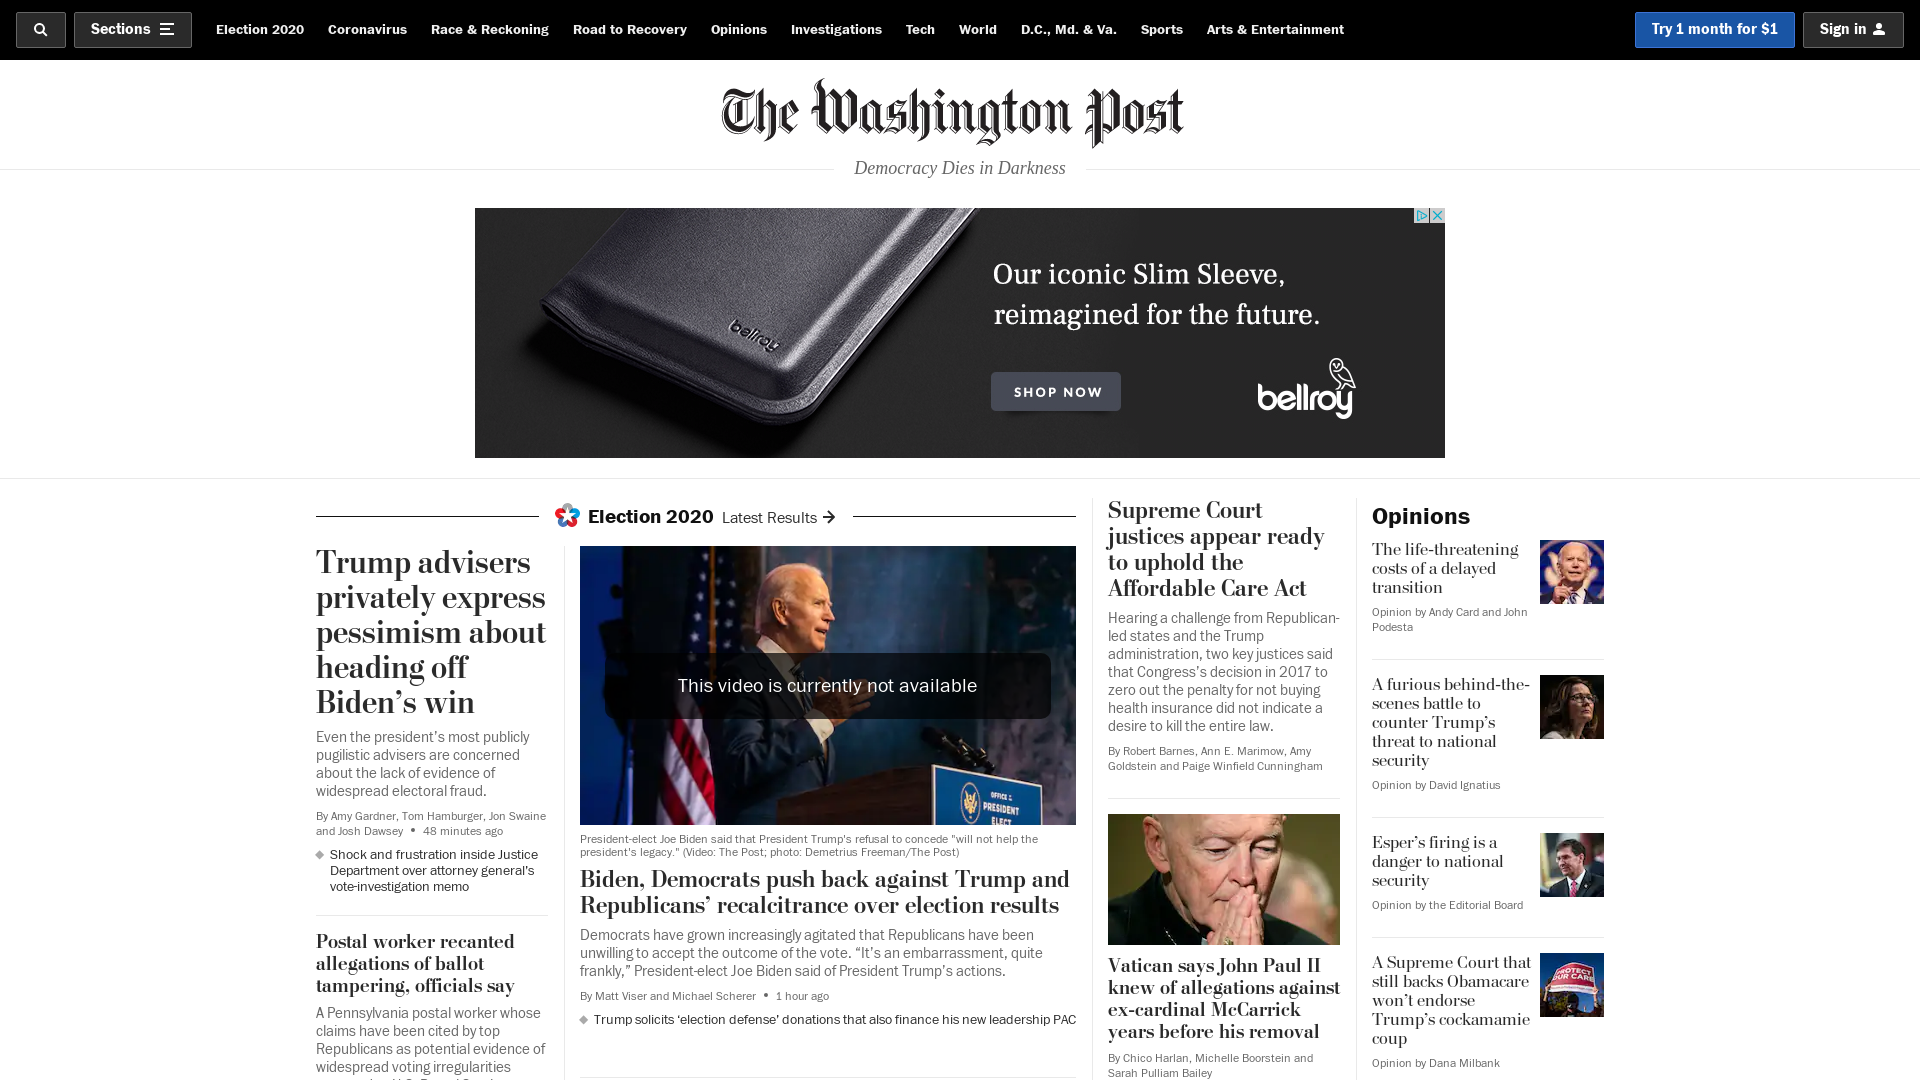 Sections
Election 2020
Coronavirus
Race & Reckoning
Road to Recovery
Opinions
Investigations
Tech
World
D.C., Md. & Va.
Sports
Arts & Entertainment
Try 1 month for $1
Sign in
The Washington Post
Democracy Dies in Darkness
bellroy
Our iconic Slim Sleeve,
reimagined for the future.
SHOP NOW
bellroy
Election 2020 Latest Results
Trump advisers
privately express
pessimism about
heading off
Biden’s win
Even the president’s most publicly
pugilistic advisers are concerned
about the lack of evidence of
widespread electoral fraud.
By Amy Gardner, Tom Hamburger, Jon Swaine
and Josh Dawsey • 48 minutes ago
Shock and frustration inside Justice
Department over attorney general’s
vote-investigation memo
Postal worker recanted
allegations of ballot
tampering, officials say
A Pennsylvania postal worker whose
claims have been cited by top
Republicans as potential evidence of
widespread voting irregularities
This video is currently not available
OFFICE OF THE
PRESIDENT
ELECT
President-elect Joe Biden said that President Trump's refusal to concede "will not help the
president's legacy." (Video: The Post; photo: Demetrius Freeman/The Post)
Biden, Democrats push back against Trump and
Republicans’ recalcitrance over election results
Democrats have grown increasingly agitated that Republicans have been
unwilling to accept the outcome of the vote. “It’s an embarrassment, quite
frankly,” President-elect Joe Biden said of President Trump’s actions.
By Matt Viser and Michael Scherer • 1 hour ago
Trump solicits ‘election defense’ donations that also finance his new leadership PAC
Supreme Court
justices appear ready
to uphold the
Affordable Care Act
Hearing a challenge from Republican-
led states and the Trump
administration, two key justices said
that Congress’s decision in 2017 to
zero out the penalty for not buying
health insurance did not indicate a
desire to kill the entire law.
By Robert Barnes, Ann E. Marimow, Amy
Goldstein and Paige Winfield Cunningham
Vatican says John Paul II
knew of allegations against
ex-cardinal McCarrick
years before his removal
By Chico Harlan, Michelle Boorstein and
Sarah Pulliam Bailey
Opinions
The life-threatening
costs of a delayed
transition
Opinion by Andy Card and John
Podesta
A furious behind-the-
scenes battle to
counter Trump’s
threat to national
security
Opinion by David Ignatius
Esper’s firing is a
danger to national
security
Opinion by the Editorial Board
A Supreme Court that
still backs Obamacare
won’t endorse
Trump’s cockamamie
coup
Opinion by Dana Milbank
PROTECT
OUR CARE